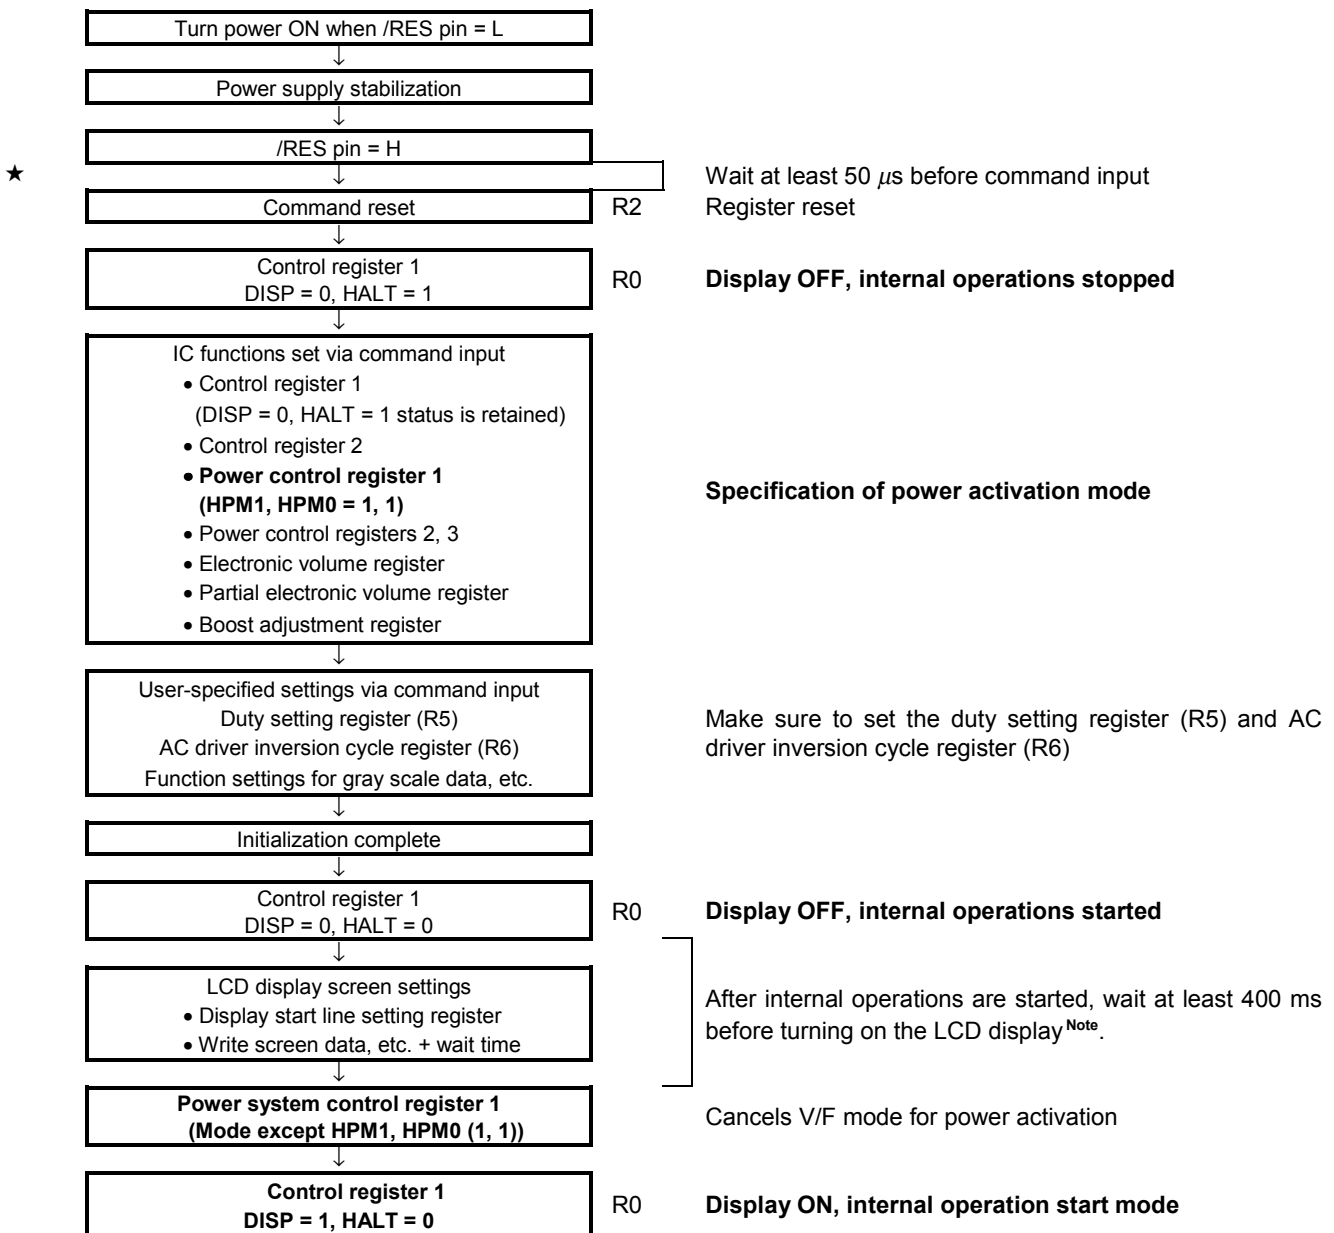 Turn power ON when /RES pin = L
↓
Power supply stabilization
↓
/RES pin = H
★ ↓ Wait at least 50 μs before command input
Command reset R2 Register reset
↓
Control register 1
DISP = 0, HALT = 1 R0 Display OFF, internal operations stopped
↓
IC functions set via command input
• Control register 1
(DISP = 0, HALT = 1 status is retained)
• Control register 2
• Power control register 1
(HPM1, HPM0 = 1, 1) Specification of power activation mode
• Power control registers 2, 3
• Electronic volume register
• Partial electronic volume register
• Boost adjustment register
↓
User-specified settings via command input
Duty setting register (R5) Make sure to set the duty setting register (R5) and AC
AC driver inversion cycle register (R6) driver inversion cycle register (R6)
Function settings for gray scale data, etc.
↓
Initialization complete
↓
Control register 1
DISP = 0, HALT = 0 R0 Display OFF, internal operations started
↓
LCD display screen settings
• Display start line setting register After internal operations are started, wait at least 400 ms
• Write screen data, etc. + wait time before turning on the LCD display Note.
↓
Power system control register 1
(Mode except HPM1, HPM0 (1, 1)) Cancels V/F mode for power activation
↓
Control register 1
DISP = 1, HALT = 0 R0 Display ON, internal operation start mode